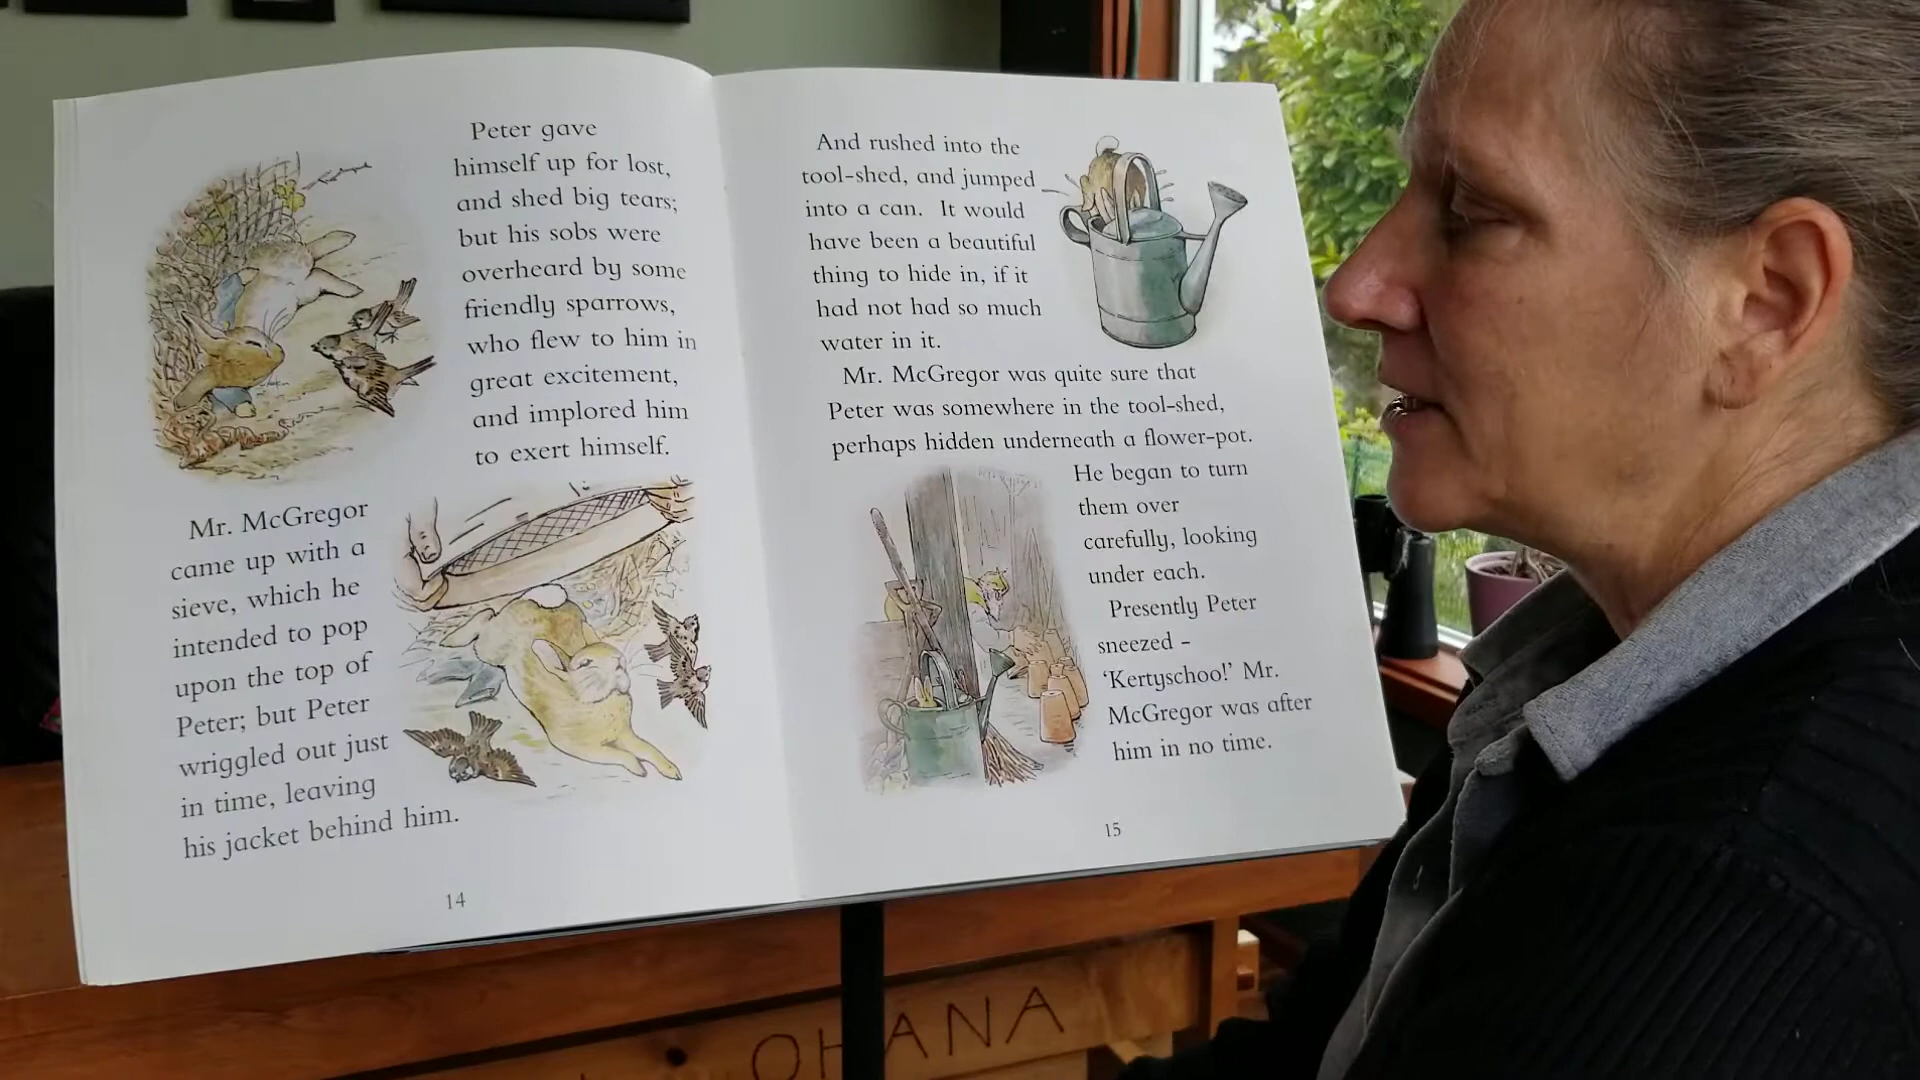 Peter gave
himself up for lost,
and shed big tears;
but his sobs were
overheard by some
friendly sparrows,
who flew to him in
great excitement,
and implored him
to exert himself.
Mr. McGregor
came up with a
sieve, which he
intended to pop
upon the top of
Peter; but Peter
wriggled out just
in time, leaving
his jacket behind him.
14
And rushed into the
tool-shed, and jumped
into a can. It would
have been a beautiful
thing to hide in, if it
had not had so much
water in it.
Mr. McGregor was quite sure that
Peter was somewhere in the tool-shed,
perhaps hidden underneath a flower-pot.
He began to turn
them over
carefully, looking
under each.
Presently Peter
sneezed –
‘Kertyschoo!’ Mr.
McGregor was after
him in no time.
15
OHANA